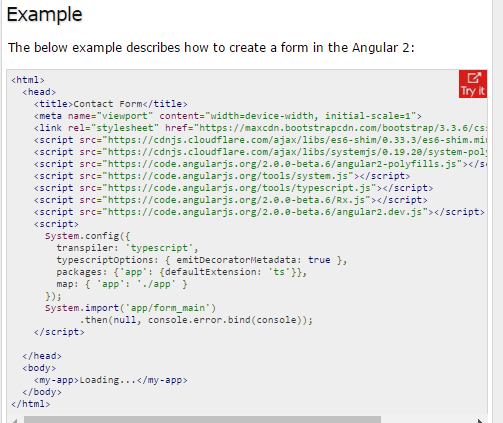 Example
The below example describes how to create a form in the Angular 2:
Try it
<html>
  <head>
    <title>Contact Form</title>
    <meta name="viewport" content="width=device-width, initial-scale=1">
    <link rel="stylesheet" href="https://maxcdn.bootstrapcdn.com/bootstrap/3.3.6/cs
    <script src="https://cdnjs.cloudflare.com/ajax/libs/es6-shim/0.33.3/es6-shim.mi
    <script src="https://cdnjs.cloudflare.com/ajax/libs/systemjs/0.19.20/system-pol
    <script src="https://code.angularjs.org/2.0.0-beta.6/angular2-polyfills.js"></s
    <script src="https://code.angularjs.org/tools/system.js"></script>
    <script src="https://code.angularjs.org/tools/typescript.js"></script>
    <script src="https://code.angularjs.org/2.0.0-beta.6/Rx.js"></script>
    <script src="https://code.angularjs.org/2.0.0-beta.6/angular2.dev.js"></script>
    <script>
      System.config({
        transpiler: 'typescript',
        typescriptOptions: { emitDecoratorMetadata: true },
        packages: {'app': {defaultExtension: 'ts'}},
        map: { 'app': './app' }
      });
      System.import('app/form_main')
            .then(null, console.error.bind(console));
    </script>
  </head>
  <body>
    <my-app>Loading...</my-app>
  </body>
</html>